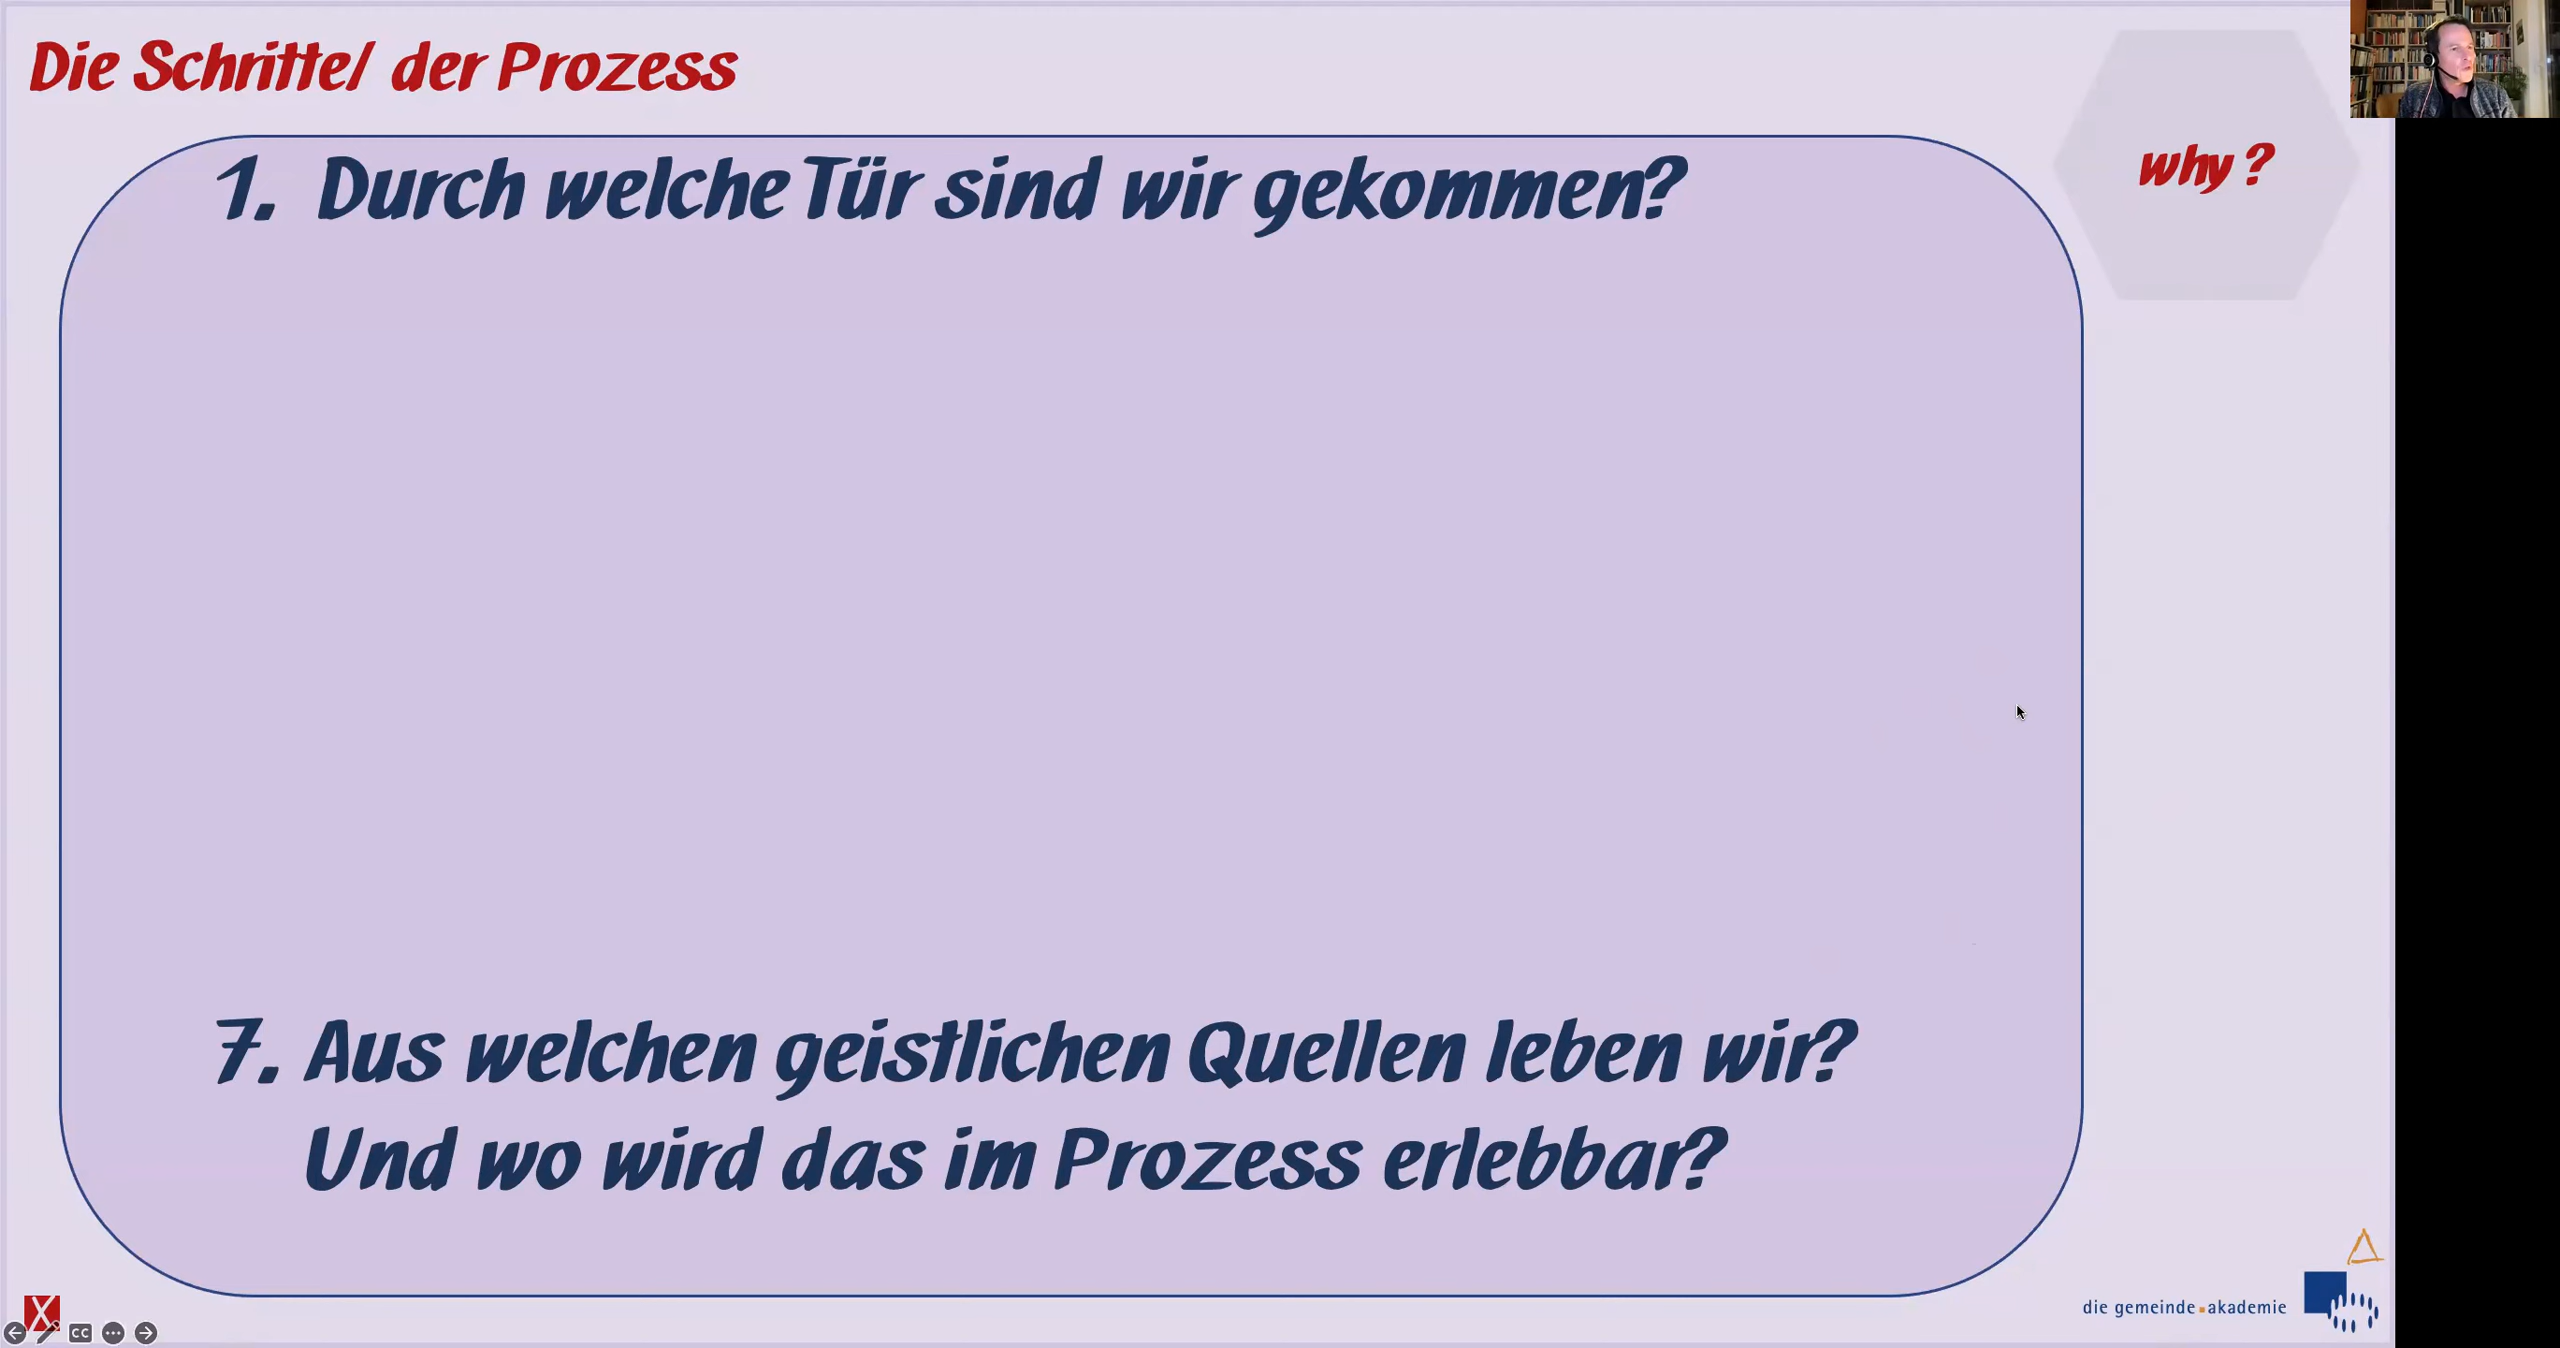 Die Schritte/ der Prozess
why?
1. Durch welche Tür sind wir gekommen?
7. Aus welchen geistlichen Quellen leben wir?
Und wo wird das im Prozess erlebbar?
X
CC
die gemeinde▪akademie